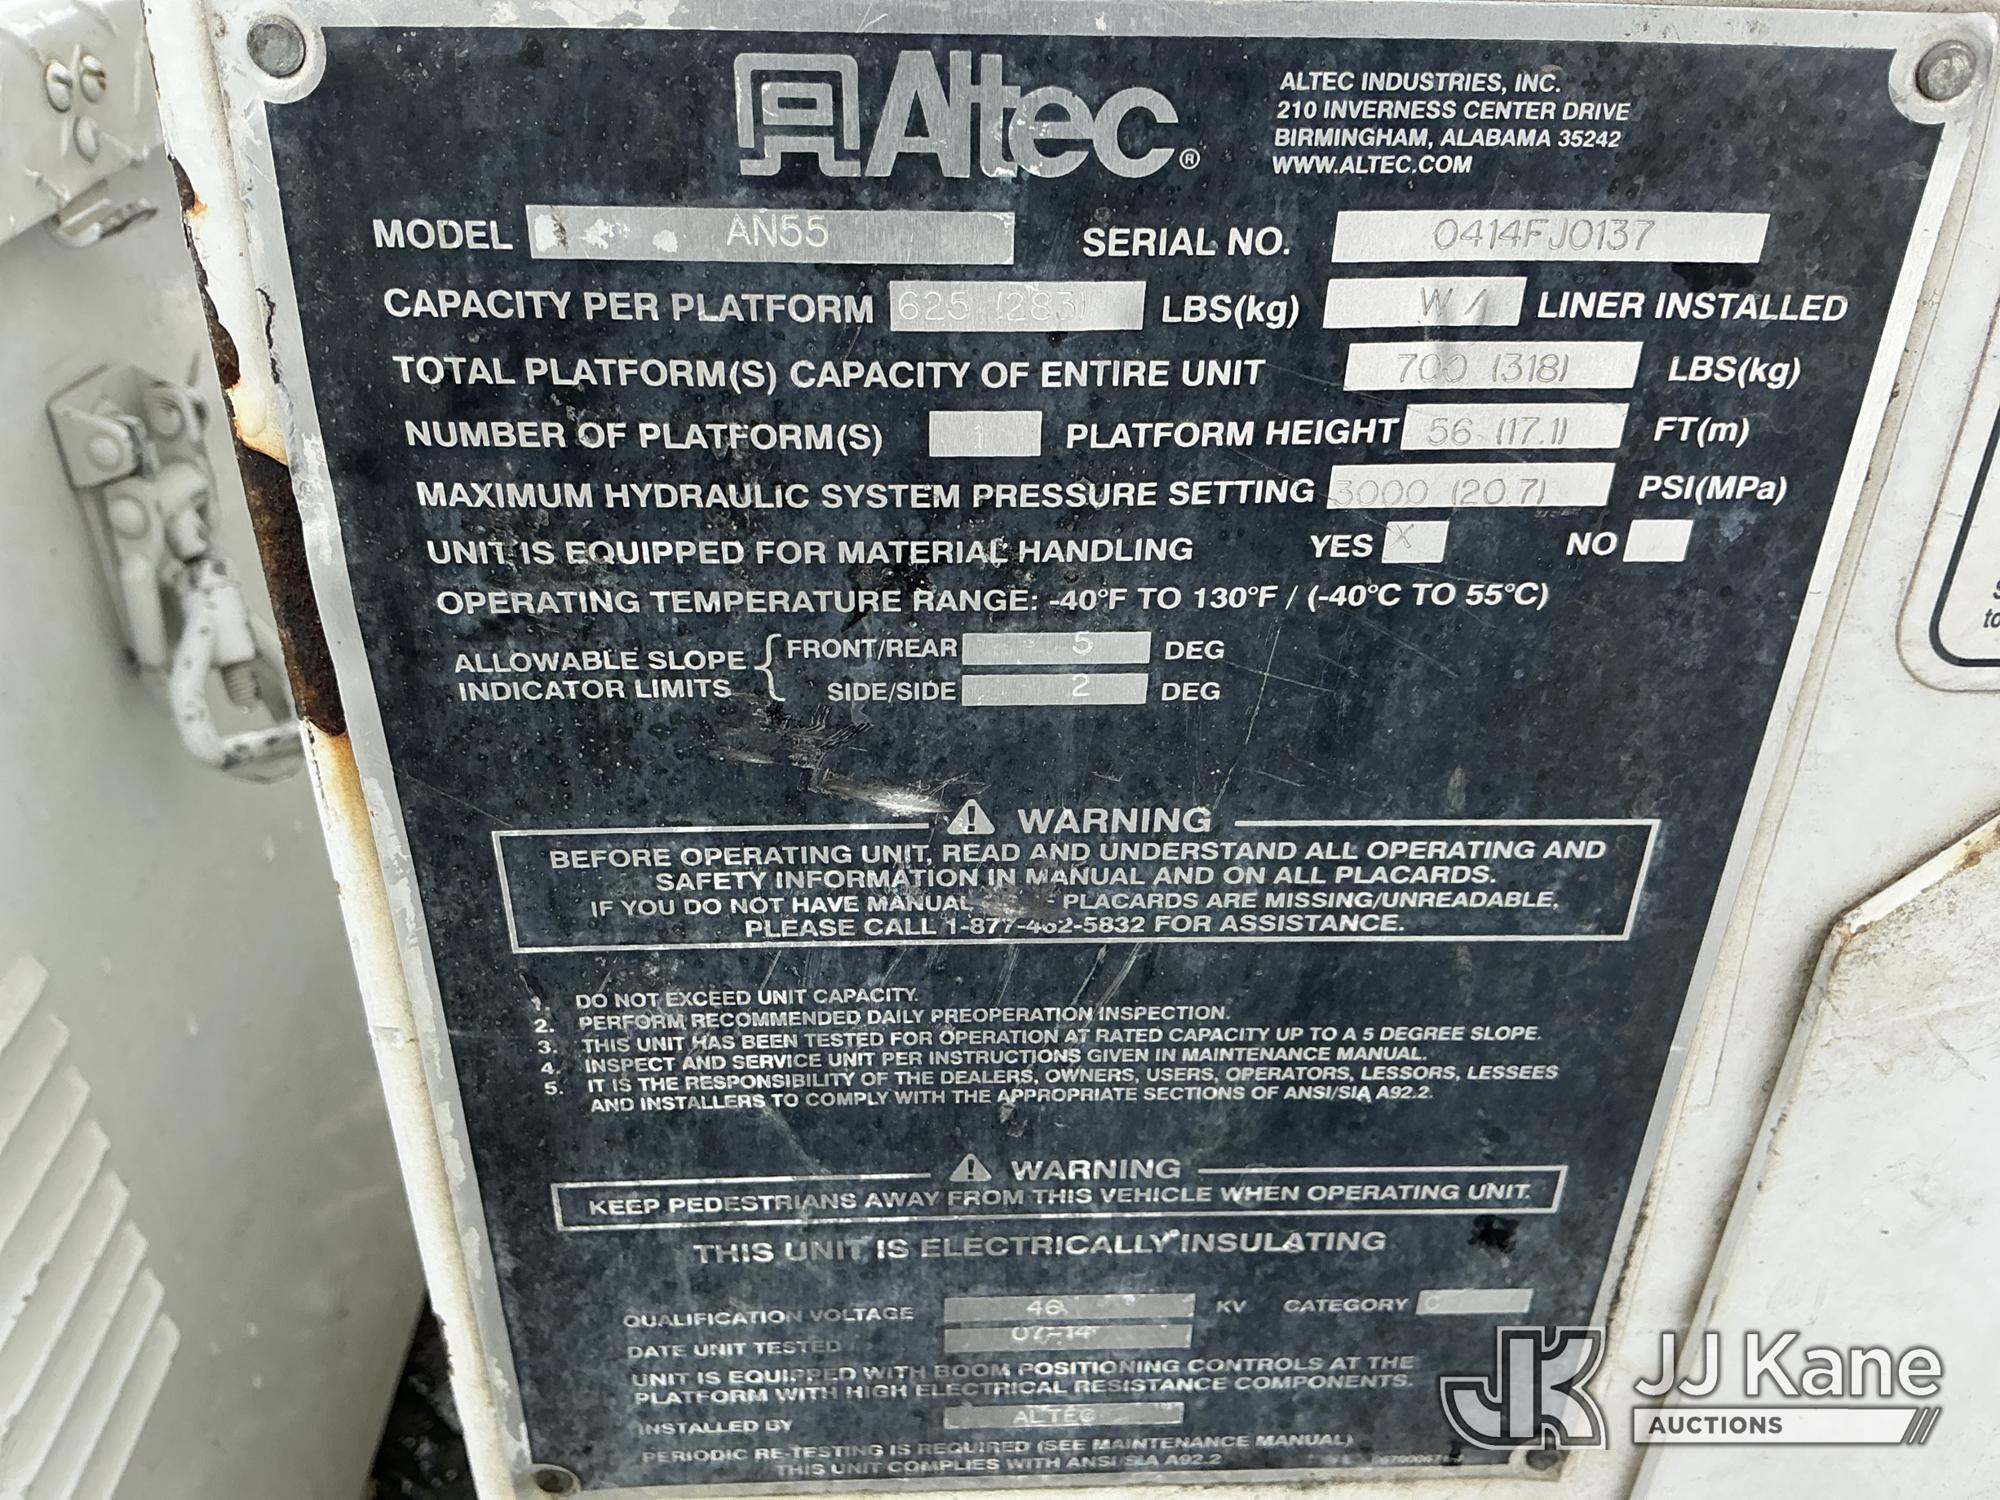 Altec®
ALTEC INDUSTRIES, INC.
210 INVERNESS CENTER DRIVE
BIRMINGHAM, ALABAMA 35242
WWW.ALTEC.COM
MODEL AN55 SERIAL NO. 0414FJ0137
CAPACITY PER PLATFORM 625 (283) LBS(kg) W/ LINER INSTALLED
TOTAL PLATFORM(S) CAPACITY OF ENTIRE UNIT 700 (318) LBS(kg)
NUMBER OF PLATFORM(S) 1 PLATFORM HEIGHT 56 (17.1) FT(m)
MAXIMUM HYDRAULIC SYSTEM PRESSURE SETTING 3000 (20.7) PSI(MPa)
UNIT IS EQUIPPED FOR MATERIAL HANDLING YES X NO
OPERATING TEMPERATURE RANGE: -40°F TO 130°F / (-40°C TO 55°C)
ALLOWABLE SLOPE INDICATOR LIMITS { FRONT/REAR 5 DEG
SIDE/SIDE 2 DEG
⚠ WARNING
BEFORE OPERATING UNIT, READ AND UNDERSTAND ALL OPERATING AND
SAFETY INFORMATION IN MANUAL AND ON ALL PLACARDS.
IF YOU DO NOT HAVE MANUAL PLACARDS ARE MISSING/UNREADABLE,
PLEASE CALL 1-877-462-5832 FOR ASSISTANCE.
1. DO NOT EXCEED UNIT CAPACITY.
2. PERFORM RECOMMENDED DAILY PREOPERATION INSPECTION.
3. THIS UNIT HAS BEEN TESTED FOR OPERATION AT RATED CAPACITY UP TO A 5 DEGREE SLOPE.
4. INSPECT AND SERVICE UNIT PER INSTRUCTIONS GIVEN IN MAINTENANCE MANUAL.
5. IT IS THE RESPONSIBILITY OF THE DEALERS, OWNERS, USERS, OPERATORS, LESSORS, LESSEES
AND INSTALLERS TO COMPLY WITH THE APPROPRIATE SECTIONS OF ANSI/SIA A92.2.
⚠ WARNING
KEEP PEDESTRIANS AWAY FROM THIS VEHICLE WHEN OPERATING UNIT.
THIS UNIT IS ELECTRICALLY INSULATING
QUALIFICATION VOLTAGE 46 KV CATEGORY C
DATE UNIT TESTED 07-14
UNIT IS EQUIPPED WITH BOOM POSITIONING CONTROLS AT THE
PLATFORM WITH HIGH ELECTRICAL RESISTANCE COMPONENTS.
INSTALLED BY ALTEC
PERIODIC RE-TESTING IS REQUIRED (SEE MAINTENANCE MANUAL)
THIS UNIT COMPLIES WITH ANSI/SIA A92.2
JK JJ Kane
AUCTIONS